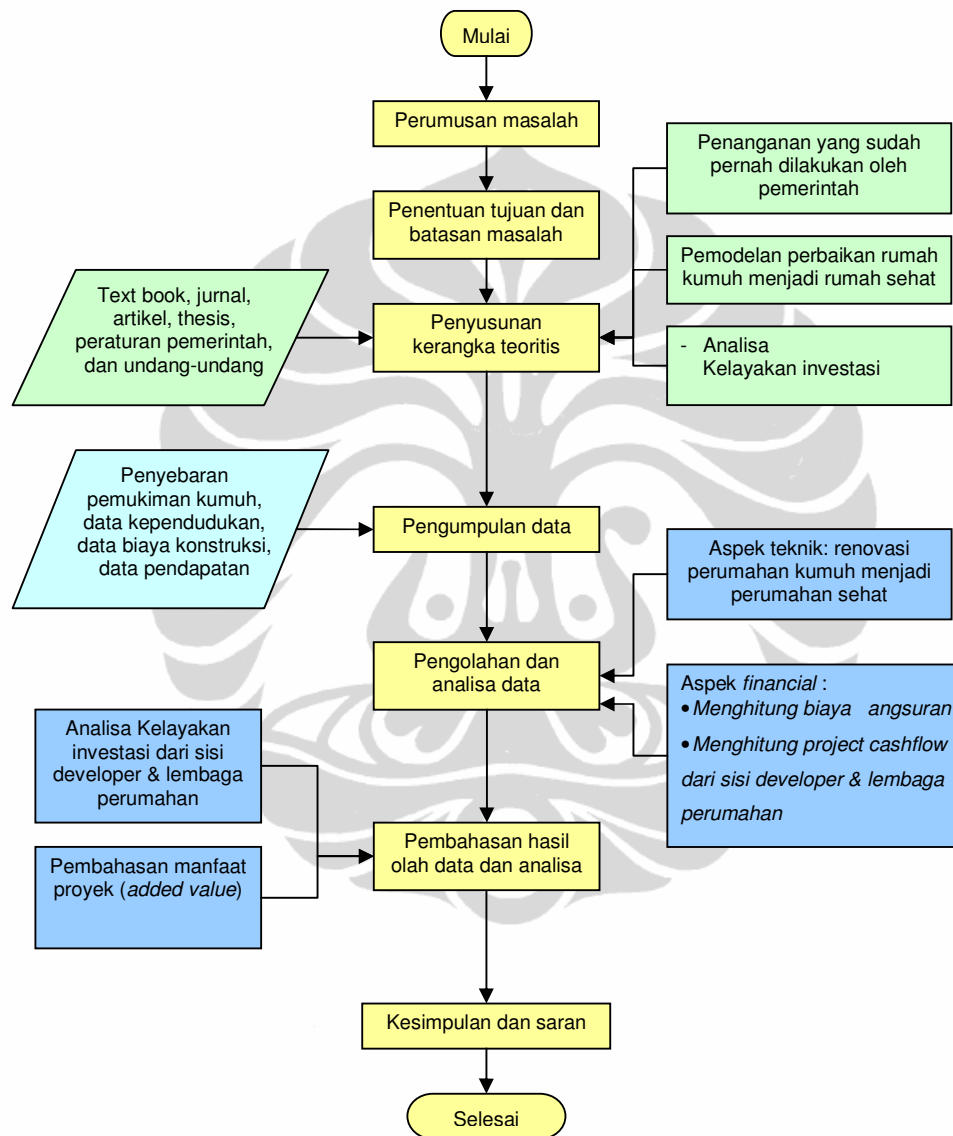 Mulai
Perumusan masalah
Penentuan tujuan dan
batasan masalah
Penanganan yang sudah
pernah dilakukan oleh
pemerintah
Pemodelan perbaikan rumah
kumuh menjadi rumah sehat
- Analisa
Kelayakan investasi
Text book, jurnal,
artikel, thesis,
peraturan pemerintah,
dan undang-undang
Penyusunan
kerangka teoritis
Penyebaran
pemukiman kumuh,
data kependudukan,
data biaya konstruksi,
data pendapatan
Pengumpulan data
Aspek teknik: renovasi
perumahan kumuh menjadi
perumahan sehat
Pengolahan dan
analisa data
Aspek financial :
• Menghitung biaya angsuran
• Menghitung project cashflow
dari sisi developer & lembaga
perumahan
Analisa Kelayakan
investasi dari sisi
developer & lembaga
perumahan
Pembahasan manfaat
proyek (added value)
Pembahasan hasil
olah data dan analisa
Kesimpulan dan saran
Selesai